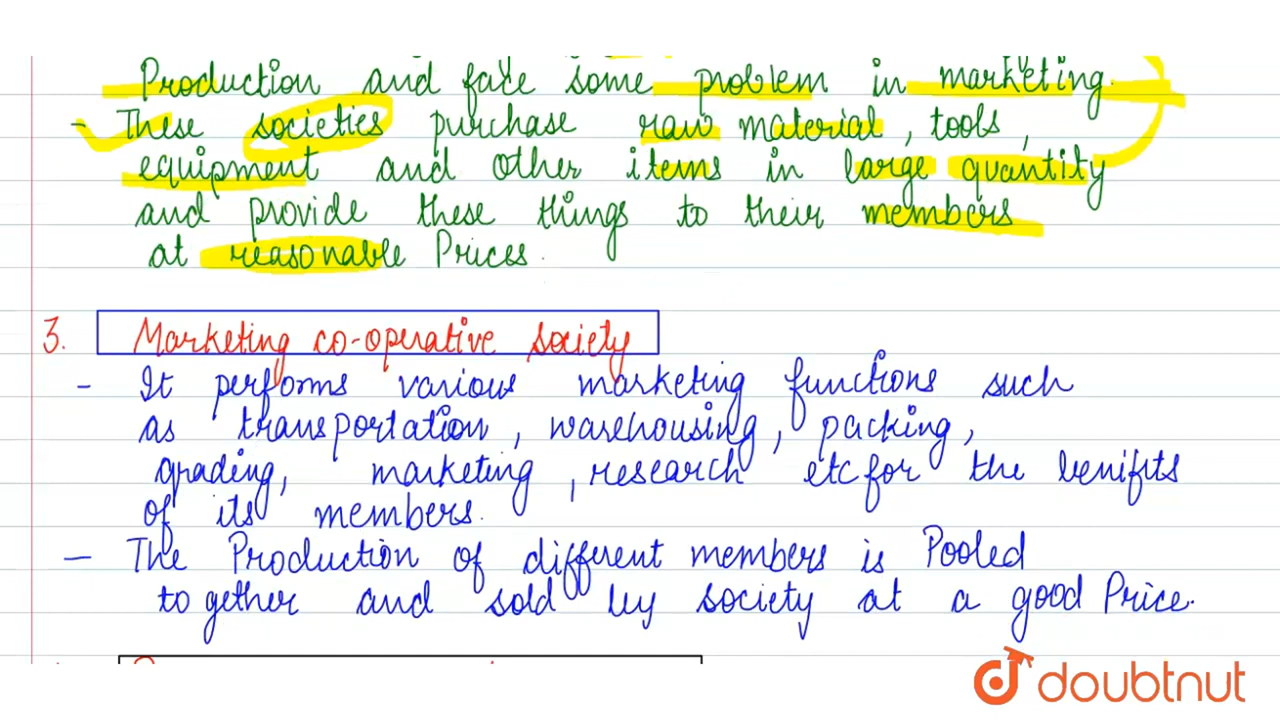 Production and face some problem in marketing.
- These societies purchase raw material, tools,
equipment and other items in large quantity
and provide these things to their members
at reasonable Prices.
3. Marketing co-operative society
- It performs various marketing functions such
as transportation, warehousing, packing,
grading, marketing, research etc for the benifits
of its members.
- The Production of different members is Pooled
to gether and sold by society at a good Price.
doubtnut